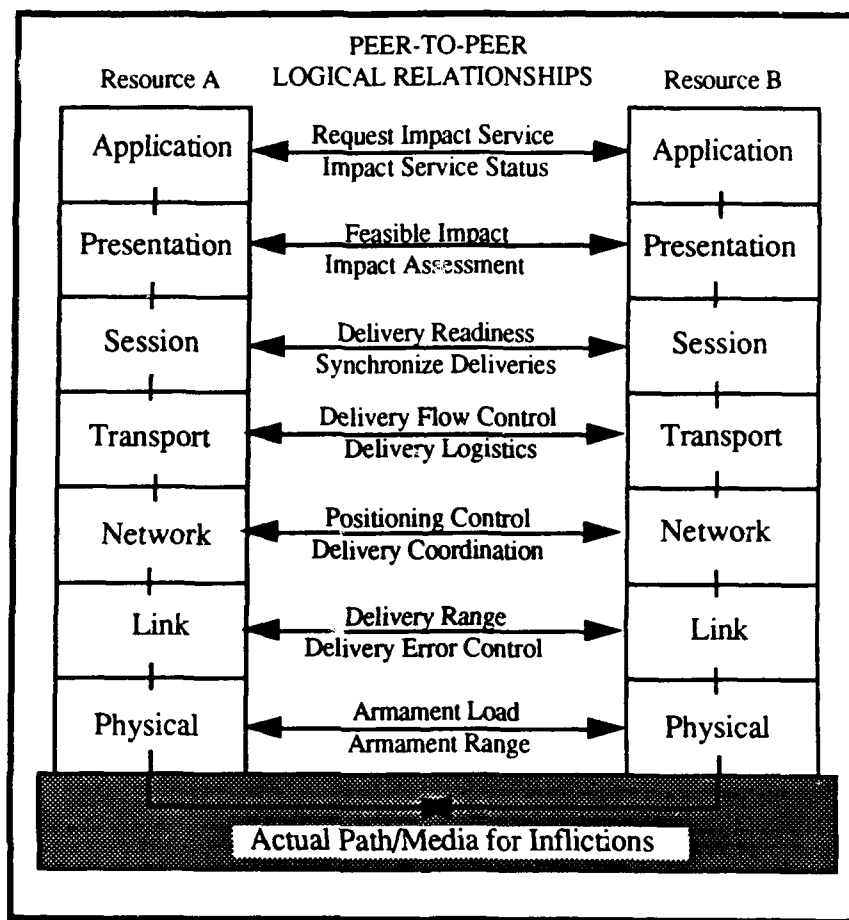 PEER-TO-PEER
LOGICAL RELATIONSHIPS
Resource A
Resource B
Application
Request Impact Service
Impact Service Status
Application
Presentation
Feasible Impact
Impact Assessment
Presentation
Session
Delivery Readiness
Synchronize Deliveries
Session
Transport
Delivery Flow Control
Delivery Logistics
Transport
Network
Positioning Control
Delivery Coordination
Network
Link
Delivery Range
Delivery Error Control
Link
Physical
Armament Load
Armament Range
Physical
Actual Path/Media for Inflictions